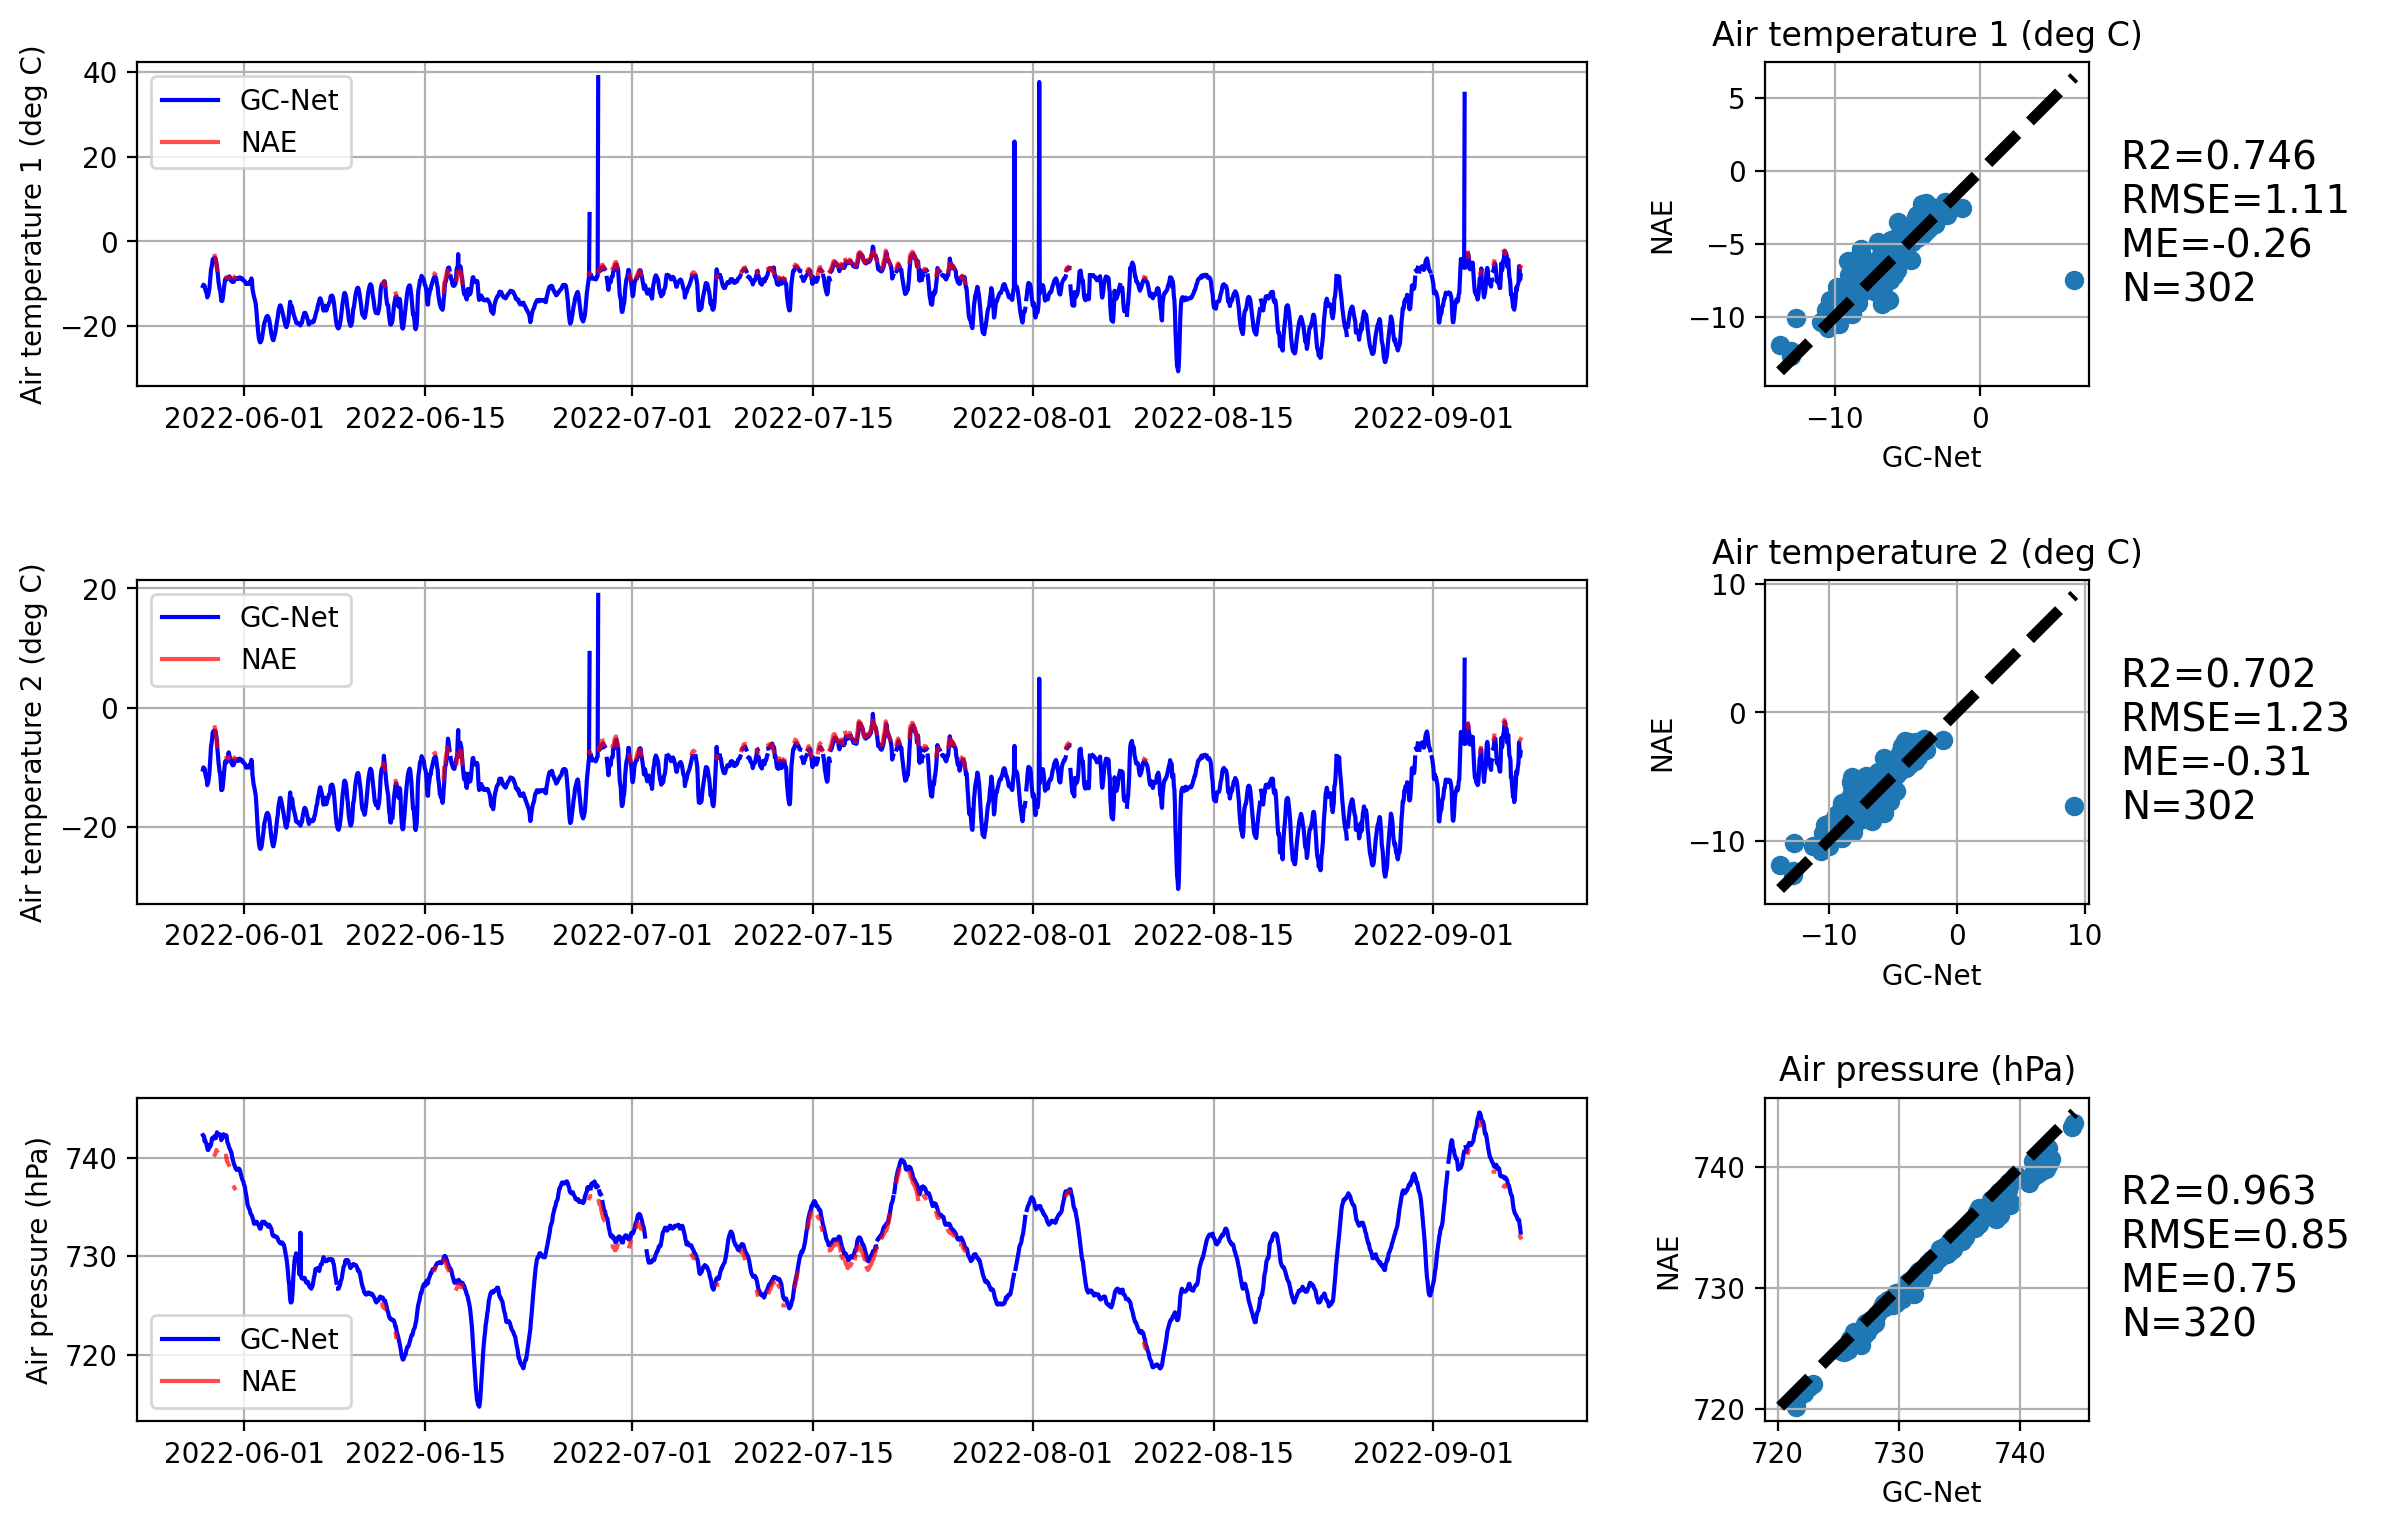 Air temperature 1 (deg C)
40
20
0
−20
GC-Net
NAE
2022-06-01 2022-06-15 2022-07-01 2022-07-15 2022-08-01 2022-08-15 2022-09-01
Air temperature 1 (deg C)
NAE
5
0
−5
−10
−10 0
GC-Net
R2=0.746
RMSE=1.11
ME=-0.26
N=302
Air temperature 2 (deg C)
20
0
−20
GC-Net
NAE
2022-06-01 2022-06-15 2022-07-01 2022-07-15 2022-08-01 2022-08-15 2022-09-01
Air temperature 2 (deg C)
NAE
10
0
−10
−10 0 10
GC-Net
R2=0.702
RMSE=1.23
ME=-0.31
N=302
Air pressure (hPa)
740
730
720
GC-Net
NAE
2022-06-01 2022-06-15 2022-07-01 2022-07-15 2022-08-01 2022-08-15 2022-09-01
Air pressure (hPa)
NAE
740
730
720
720 730 740
GC-Net
R2=0.963
RMSE=0.85
ME=0.75
N=320